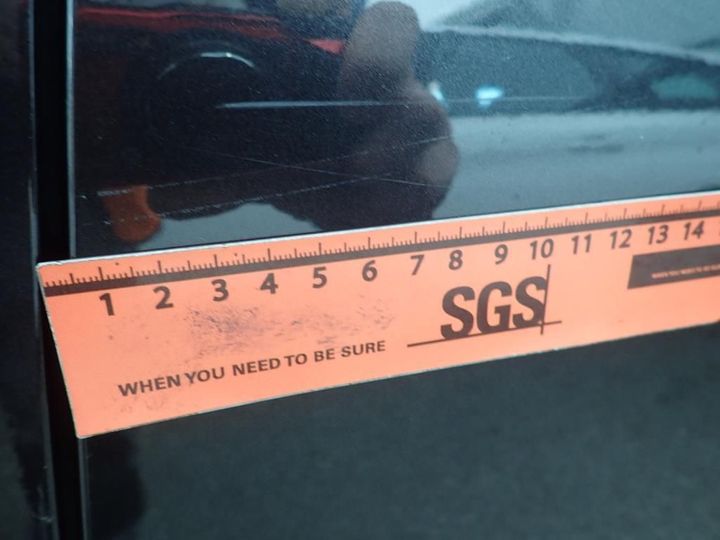 1 2 3 4 5 6 7 8 9 10 11 12 13 14
SGS
WHEN YOU NEED TO BE SURE